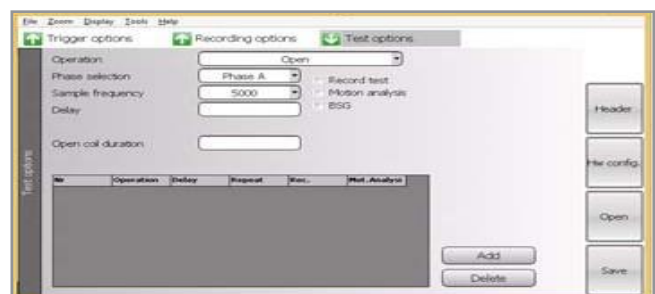 File Zoom Display Tools Help
Trigger options Recording options Test options
Operation Open
Phase selection Phase A Record test
Sample frequency 5000 Motion analysis
Delay BSG
Open coil duration
Nr Operation Delay Repeat Rec.. Mot.Analysi
Add
Delete
Header
Hw config.
Open
Save
Test options